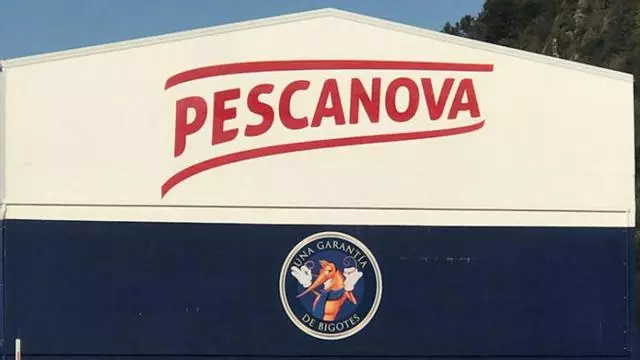 PESCANOVA
UNA GARANTÍA
DE BIGOTES